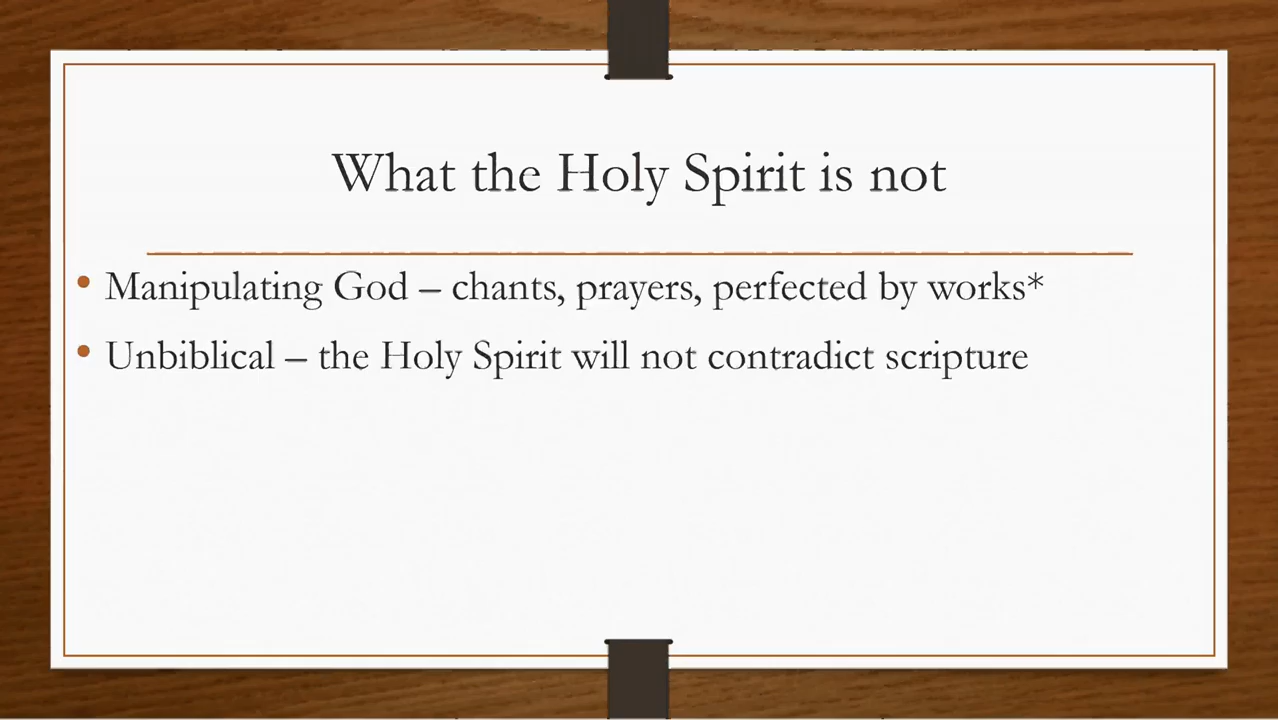 What the Holy Spirit is not
• Manipulating God – chants, prayers, perfected by works*
• Unbiblical – the Holy Spirit will not contradict scripture